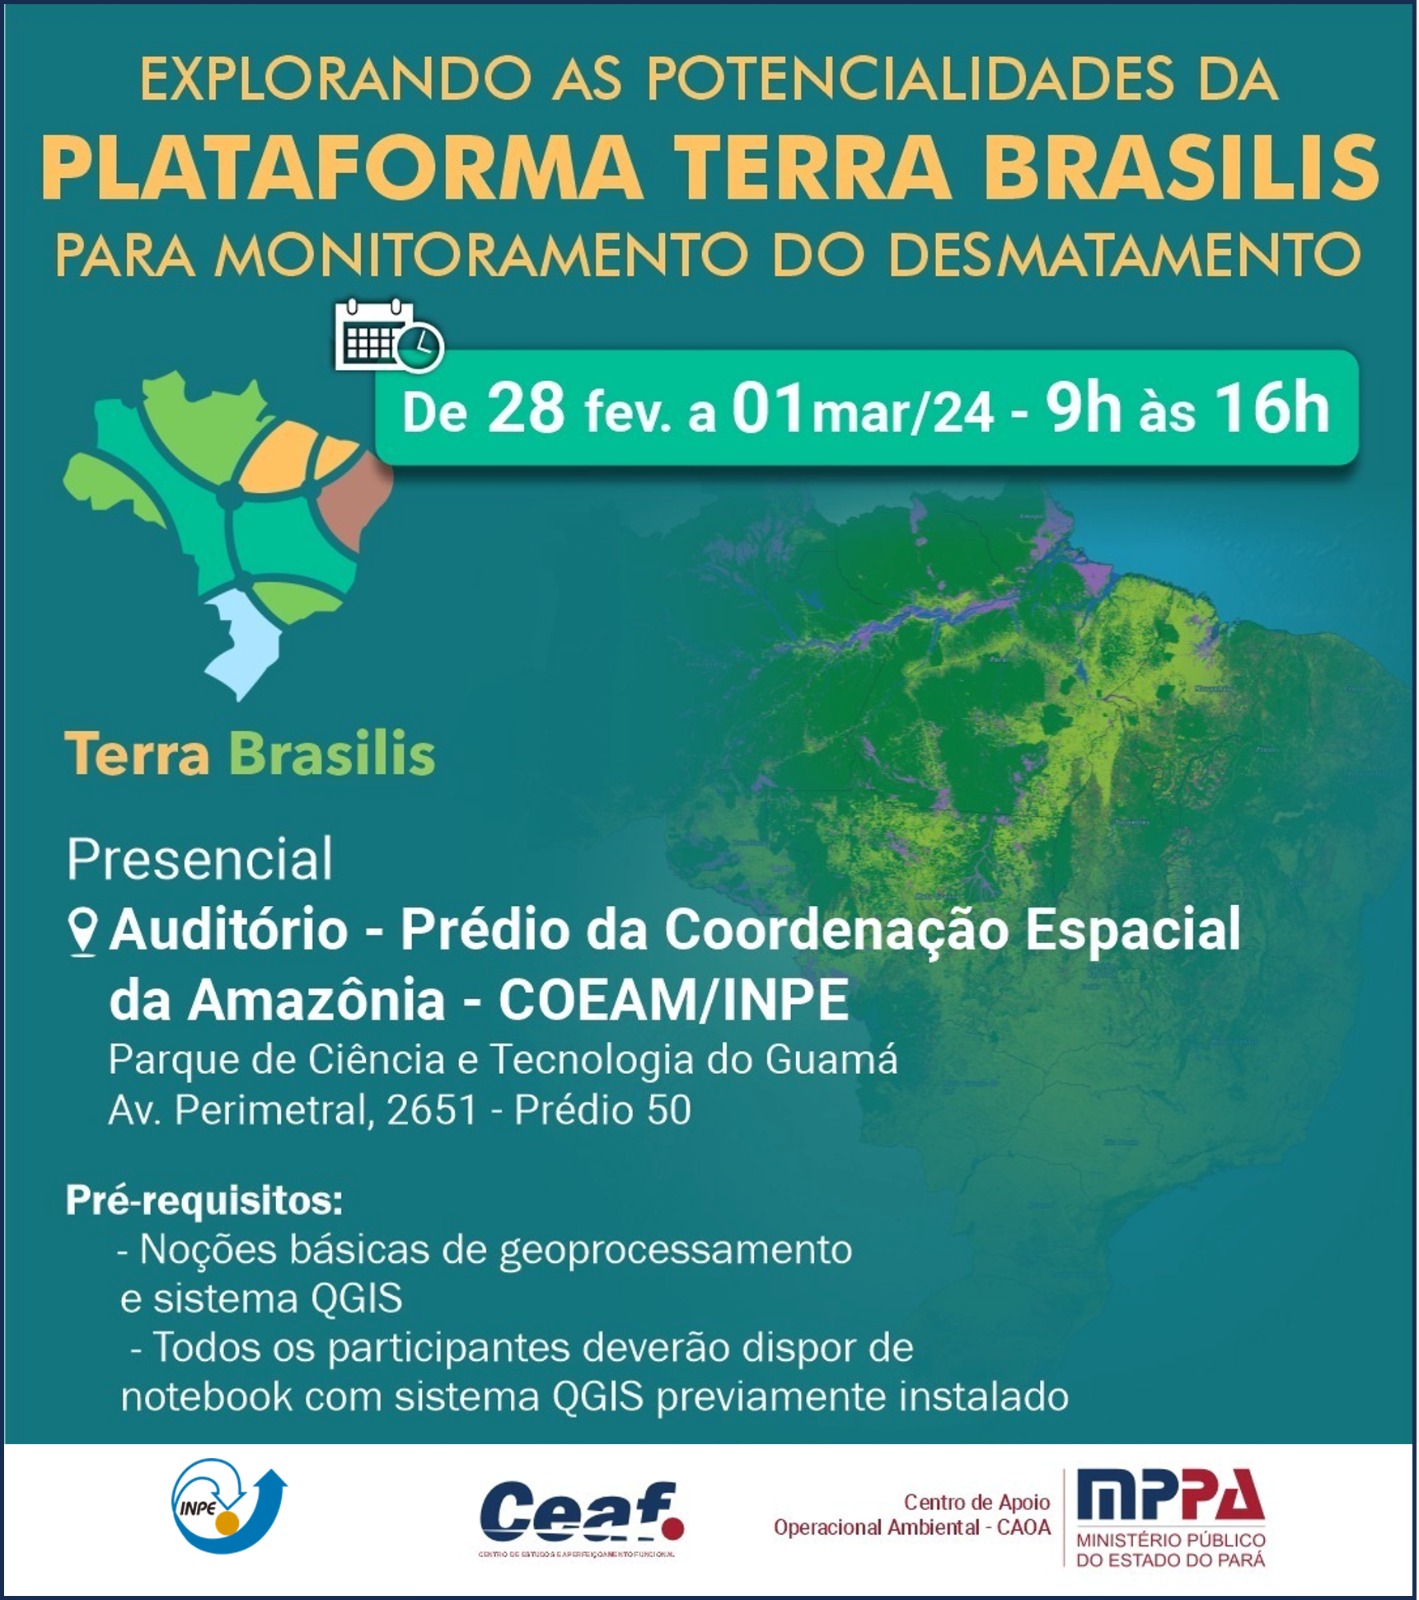 EXPLORANDO AS POTENCIALIDADES DA
PLATAFORMA TERRA BRASILIS
PARA MONITORAMENTO DO DESMATAMENTO
De 28 fev. a 01mar/24 - 9h às 16h
Terra Brasilis
Presencial
Auditório - Prédio da Coordenação Espacial
da Amazônia - COEAM/INPE
Parque de Ciência e Tecnologia do Guamá
Av. Perimetral, 2651 - Prédio 50
Pré-requisitos:
- Noções básicas de geoprocessamento
e sistema QGIS
- Todos os participantes deverão dispor de
notebook com sistema QGIS previamente instalado
INPE
Ceaf.
CENTRO DE ESTUDOS E APERFEIÇOAMENTO FUNCIONAL
Centro de Apoio
Operacional Ambiental - CAOA
MPPA
MINISTÉRIO PÚBLICO
DO ESTADO DO PARÁ